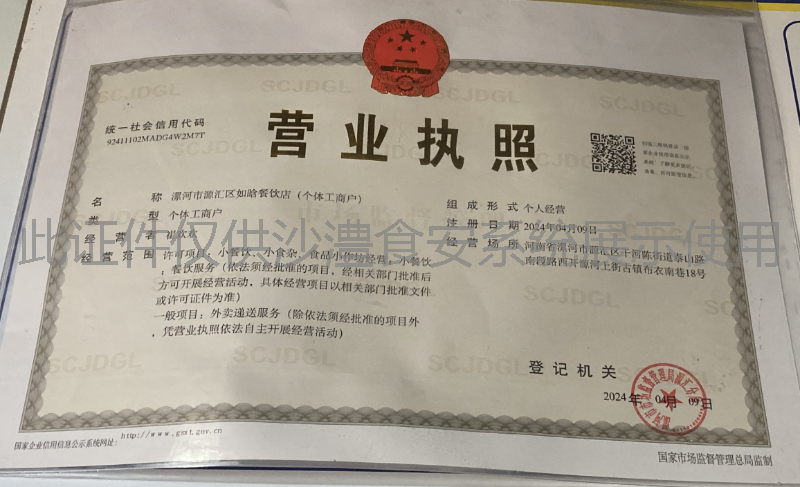 统一社会信用代码
92411102MADG4W2M7T
营业执照
名称 漯河市源汇区如晗餐饮店（个体工商户）
类型 个体工商户
经营者 崔欢欢
经营范围 许可项目：小餐饮、小食杂、食品小作坊经营；小餐饮
；餐饮服务（依法须经批准的项目，经相关部门批准后
方可开展经营活动，具体经营项目以相关部门批准文件
或许可证件为准）
一般项目：外卖递送服务（除依法须经批准的项目外
，凭营业执照依法自主开展经营活动）
组成形式 个人经营
注册日期 2024年04月09日
经营场所 河南省漯河市源汇区干河陈街道泰山路
南段路西开源河上街古镇布衣南巷18号
此证件仅供沙澧食安系统展示使用
登记机关
2024年 04月 09日
国家企业信用信息公示系统网址：http://www.gsxt.gov.cn
国家市场监督管理总局监制
SCJDGL